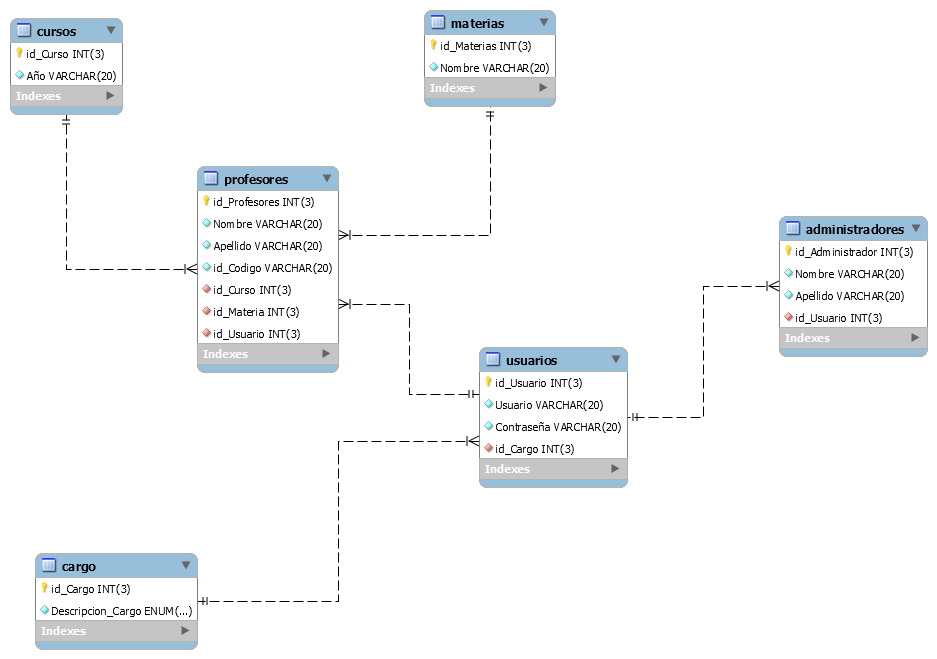 cursos
id_Curso INT(3)
Año VARCHAR(20)
Indexes
materias
id_Materias INT(3)
Nombre VARCHAR(20)
Indexes
profesores
id_Profesores INT(3)
Nombre VARCHAR(20)
Apellido VARCHAR(20)
id_Codigo VARCHAR(20)
id_Curso INT(3)
id_Materia INT(3)
id_Usuario INT(3)
Indexes
administradores
id_Administrador INT(3)
Nombre VARCHAR(20)
Apellido VARCHAR(20)
id_Usuario INT(3)
Indexes
usuarios
id_Usuario INT(3)
Usuario VARCHAR(20)
Contraseña VARCHAR(20)
id_Cargo INT(3)
Indexes
cargo
id_Cargo INT(3)
Descripcion_Cargo ENUM(...)
Indexes